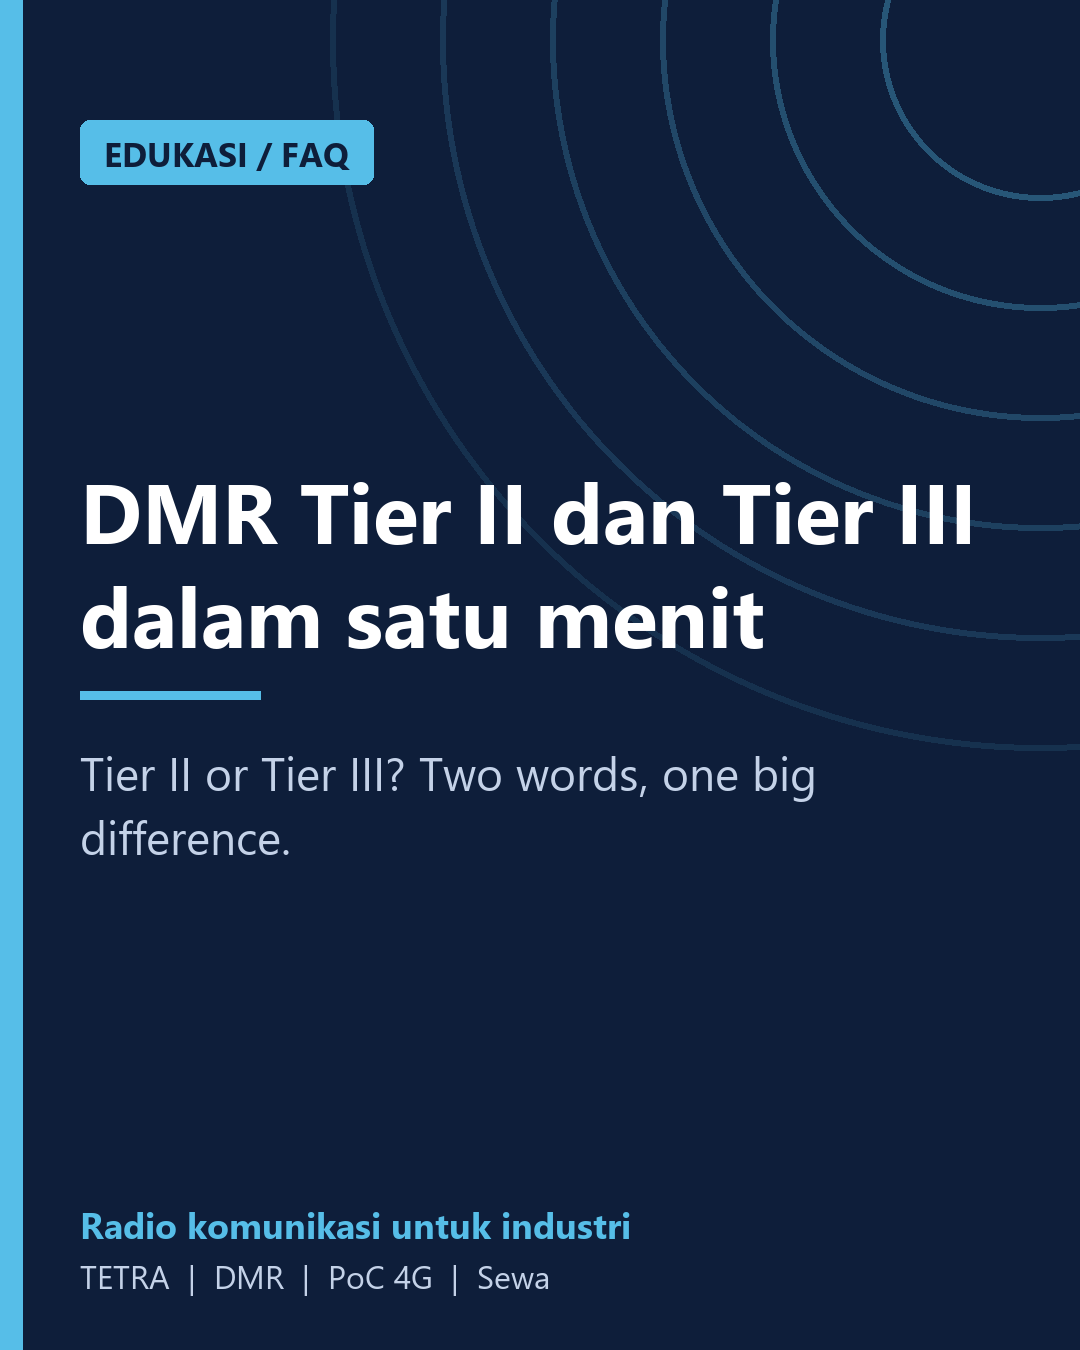 EDUKASI / FAQ
DMR Tier II dan Tier III
dalam satu menit
Tier II or Tier III? Two words, one big
difference.
Radio komunikasi untuk industri
TETRA | DMR | PoC 4G | Sewa